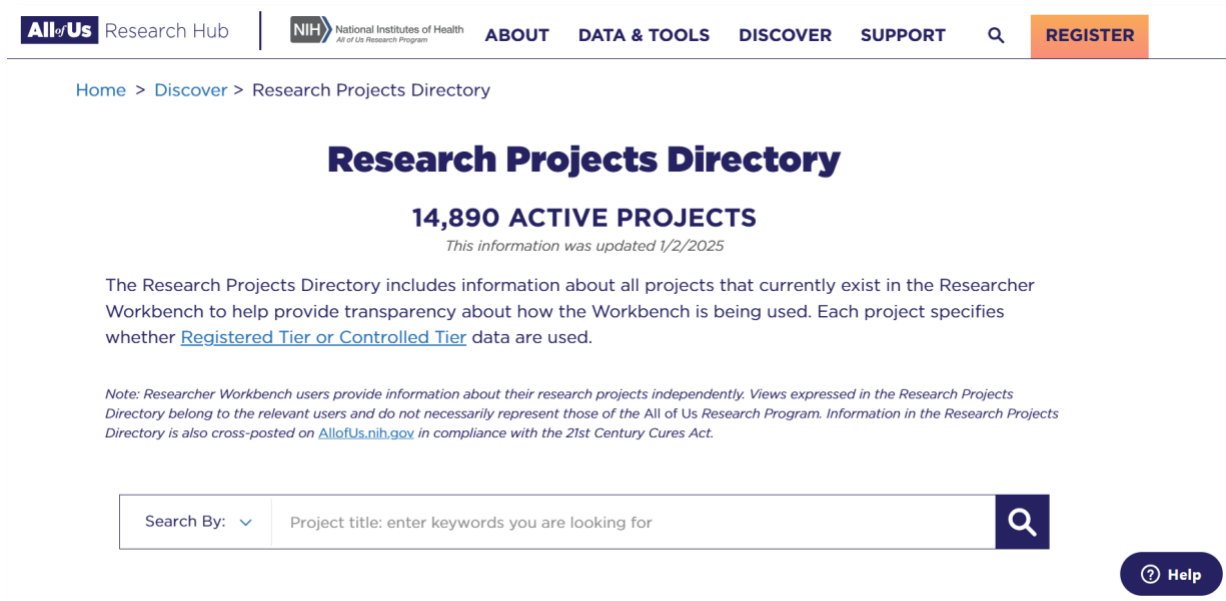 All of Us Research Hub
NIH National Institutes of Health
All of Us Research Program
ABOUT DATA & TOOLS DISCOVER SUPPORT REGISTER
Home > Discover > Research Projects Directory
Research Projects Directory
14,890 ACTIVE PROJECTS
This information was updated 1/2/2025
The Research Projects Directory includes information about all projects that currently exist in the Researcher
Workbench to help provide transparency about how the Workbench is being used. Each project specifies
whether Registered Tier or Controlled Tier data are used.
Note: Researcher Workbench users provide information about their research projects independently. Views expressed in the Research Projects
Directory belong to the relevant users and do not necessarily represent those of the All of Us Research Program. Information in the Research Projects
Directory is also cross-posted on AllofUs.nih.gov in compliance with the 21st Century Cures Act.
Search By: Project title: enter keywords you are looking for
? Help